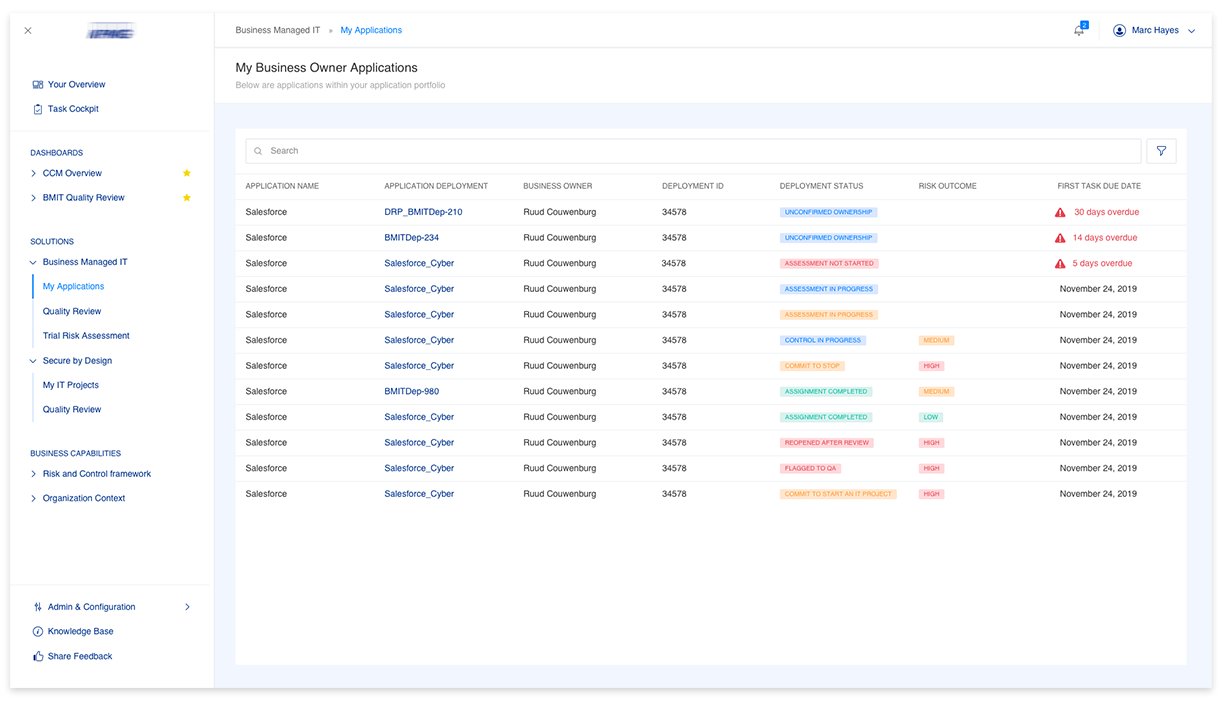 Business Managed IT » My Applications
2
Marc Hayes
Your Overview
Task Cockpit
DASHBOARDS
CCM Overview
BMIT Quality Review
SOLUTIONS
Business Managed IT
My Applications
Quality Review
Trial Risk Assessment
Secure by Design
My IT Projects
Quality Review
BUSINESS CAPABILITIES
Risk and Control framework
Organization Context
Admin & Configuration
Knowledge Base
Share Feedback
My Business Owner Applications
Below are applications within your application portfolio
Search
APPLICATION NAME APPLICATION DEPLOYMENT BUSINESS OWNER DEPLOYMENT ID DEPLOYMENT STATUS RISK OUTCOME FIRST TASK DUE DATE
Salesforce DRP_BMITDep-210 Ruud Couwenburg 34578 UNCONFIRMED OWNERSHIP 30 days overdue
Salesforce BMITDep-234 Ruud Couwenburg 34578 UNCONFIRMED OWNERSHIP 14 days overdue
Salesforce Salesforce_Cyber Ruud Couwenburg 34578 ASSESSMENT NOT STARTED 5 days overdue
Salesforce Salesforce_Cyber Ruud Couwenburg 34578 ASSESSMENT IN PROGRESS November 24, 2019
Salesforce Salesforce_Cyber Ruud Couwenburg 34578 ASSESSMENT IN PROGRESS November 24, 2019
Salesforce Salesforce_Cyber Ruud Couwenburg 34578 CONTROL IN PROGRESS MEDIUM November 24, 2019
Salesforce Salesforce_Cyber Ruud Couwenburg 34578 COMMIT TO STOP HIGH November 24, 2019
Salesforce BMITDep-980 Ruud Couwenburg 34578 ASSIGNMENT COMPLETED MEDIUM November 24, 2019
Salesforce Salesforce_Cyber Ruud Couwenburg 34578 ASSIGNMENT COMPLETED LOW November 24, 2019
Salesforce Salesforce_Cyber Ruud Couwenburg 34578 REOPENED AFTER REVIEW HIGH November 24, 2019
Salesforce Salesforce_Cyber Ruud Couwenburg 34578 FLAGGED TO QA HIGH November 24, 2019
Salesforce Salesforce_Cyber Ruud Couwenburg 34578 COMMIT TO START AN IT PROJECT HIGH November 24, 2019